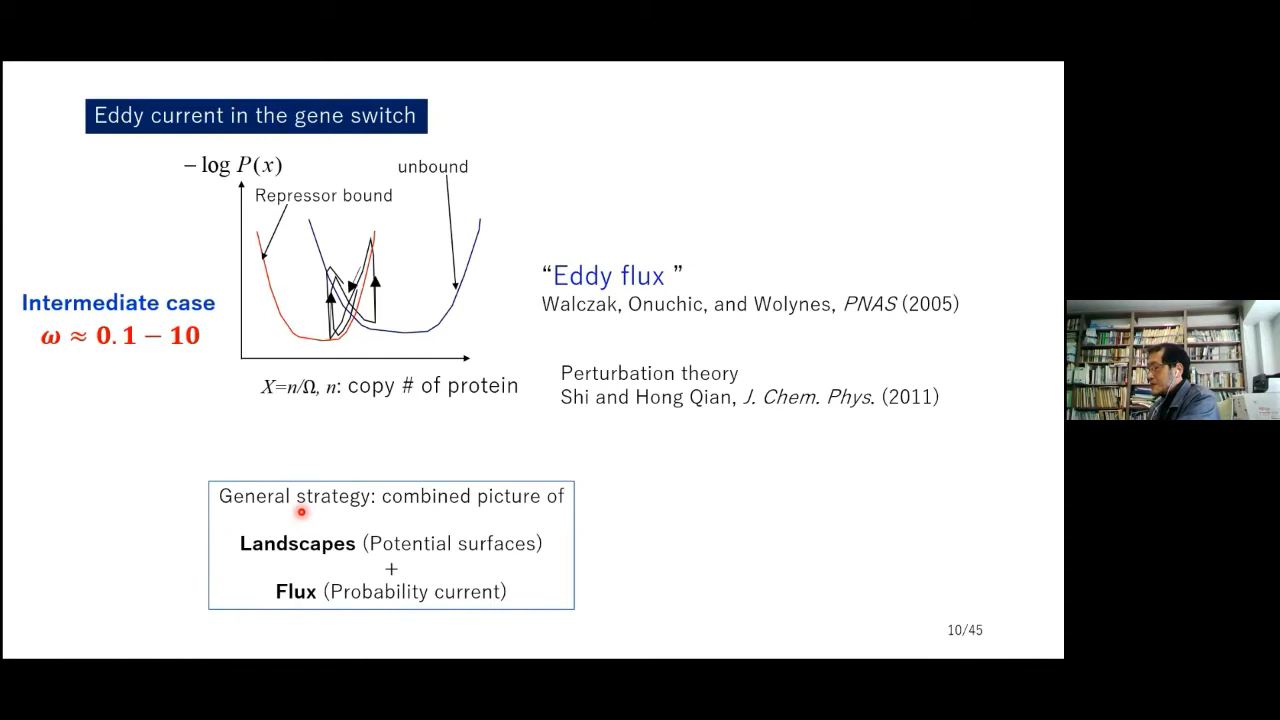 Eddy current in the gene switch
− log P(x)
unbound
Repressor bound
Intermediate case
ω ≈ 0.1 − 10
X=n/Ω, n: copy # of protein
“Eddy flux ”
Walczak, Onuchic, and Wolynes, PNAS (2005)
Perturbation theory
Shi and Hong Qian, J. Chem. Phys. (2011)
General strategy: combined picture of
Landscapes (Potential surfaces)
+
Flux (Probability current)
10/45